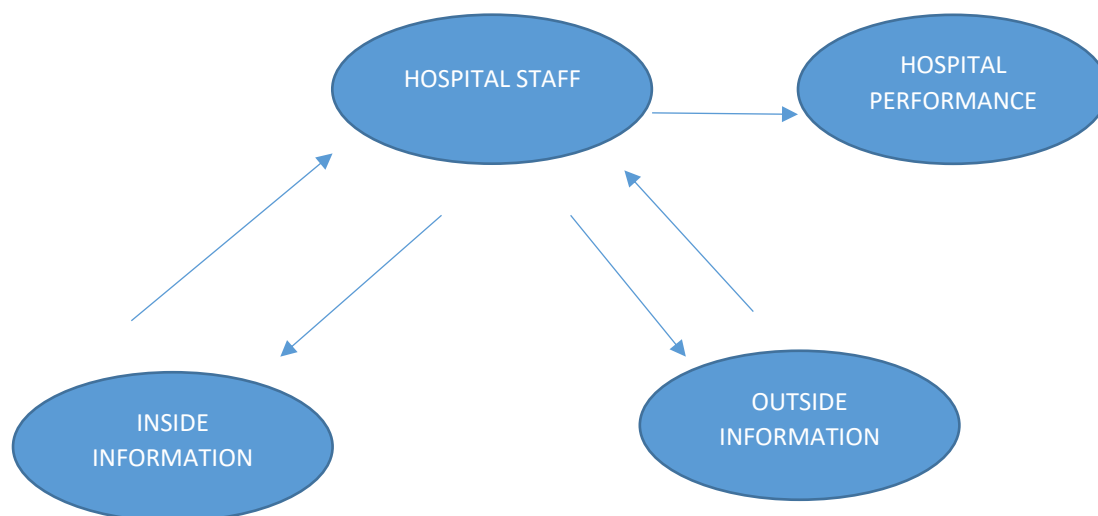 HOSPITAL STAFF
HOSPITAL
PERFORMANCE
INSIDE
INFORMATION
OUTSIDE
INFORMATION